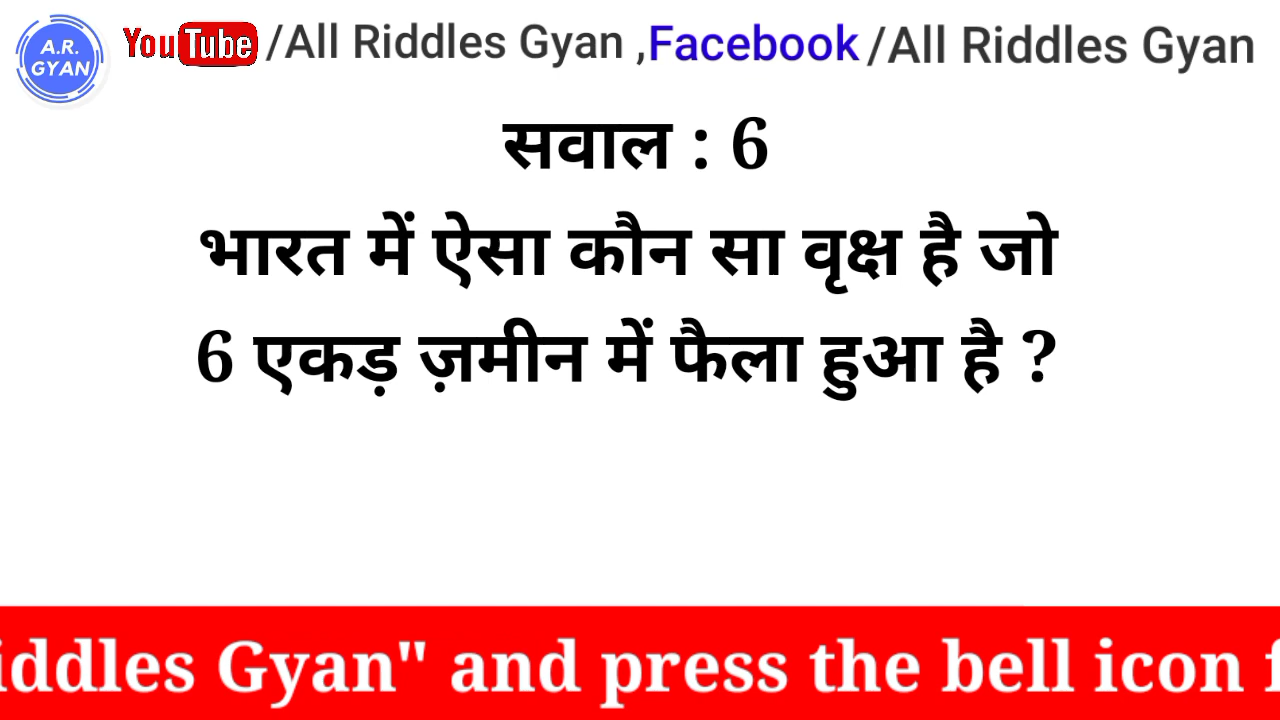 A.R. GYAN
YouTube /All Riddles Gyan ,Facebook /All Riddles Gyan
सवाल : 6
भारत में ऐसा कौन सा वृक्ष है जो
6 एकड़ ज़मीन में फैला हुआ है ?
iddles Gyan" and press the bell icon f